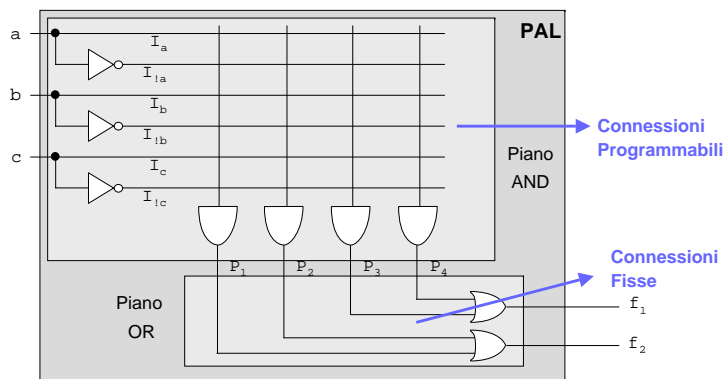 PAL
a
I_a
I_!a
b
I_b
I_!b
Connessioni
Programmabili
c
I_c
I_!c
Piano
AND
P_1 P_2 P_3 P_4
Connessioni
Fisse
Piano
OR
f_1
f_2